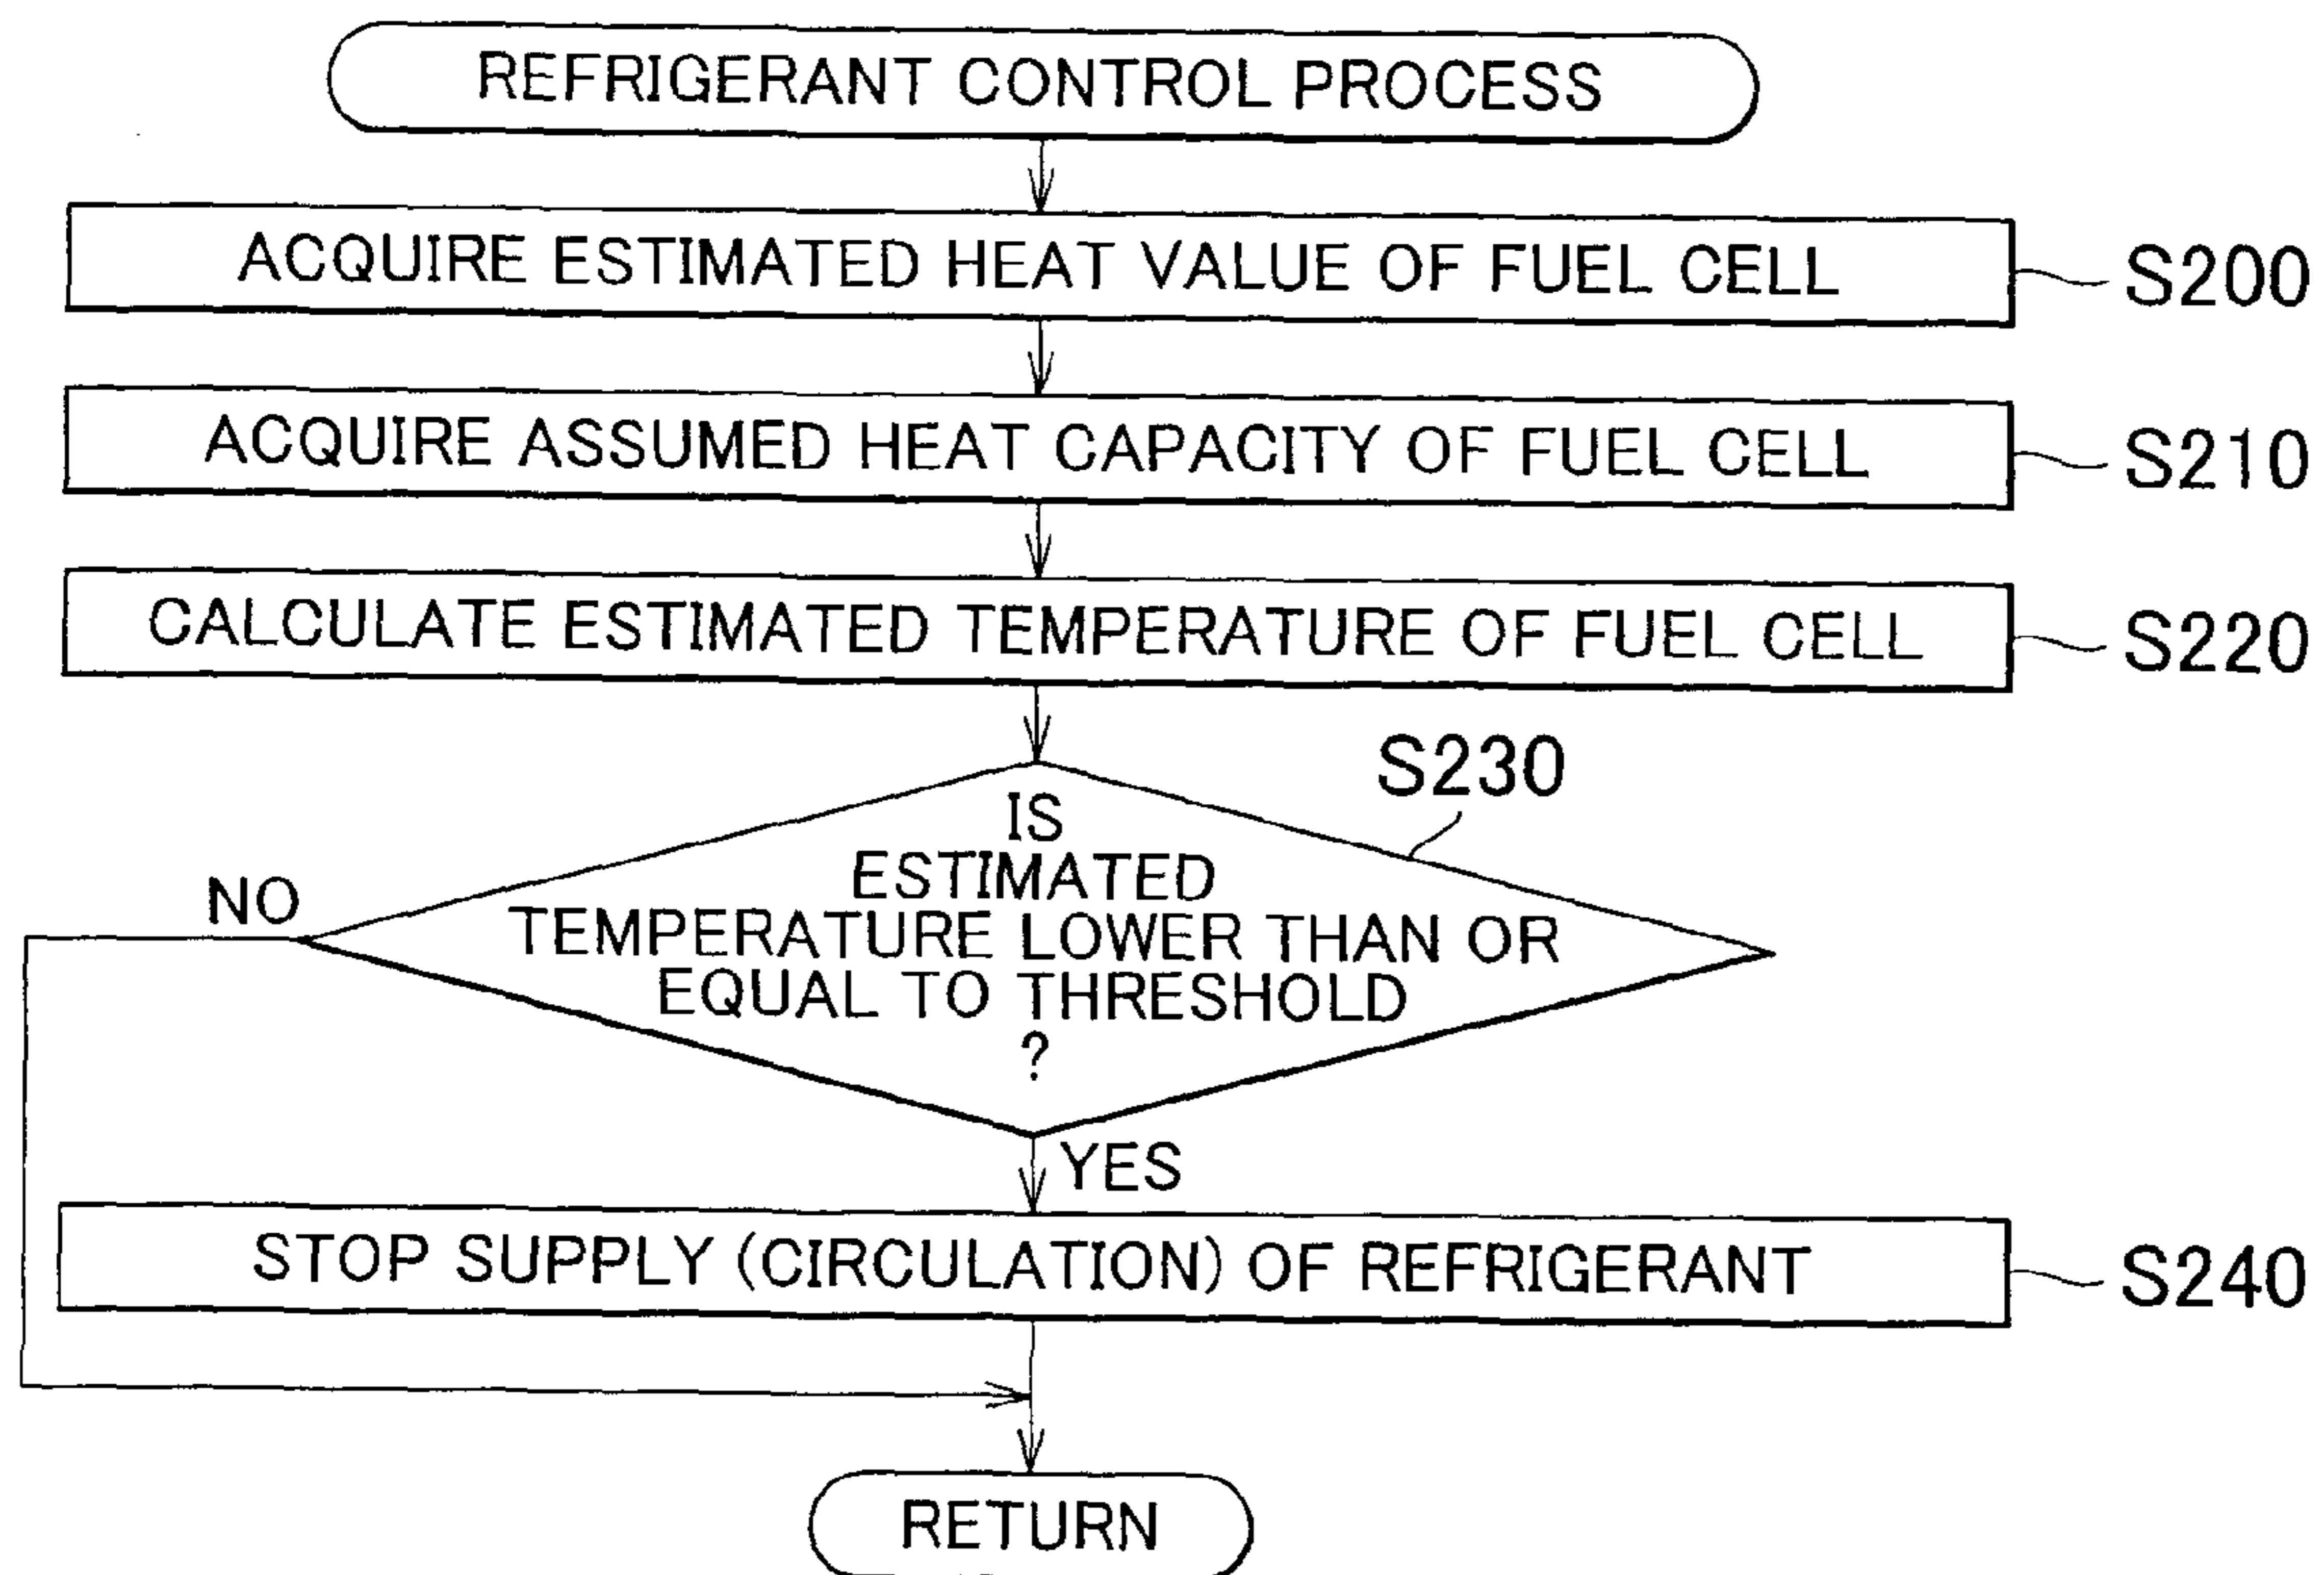 REFRIGERANT CONTROL PROCESS
ACQUIRE ESTIMATED HEAT VALUE OF FUEL CELL
S200
ACQUIRE ASSUMED HEAT CAPACITY OF FUEL CELL
S210
CALCULATE ESTIMATED TEMPERATURE OF FUEL CELL
S220
S230
IS
ESTIMATED
TEMPERATURE LOWER THAN OR
EQUAL TO THRESHOLD
?
NO
YES
STOP SUPPLY (CIRCULATION) OF REFRIGERANT
S240
RETURN